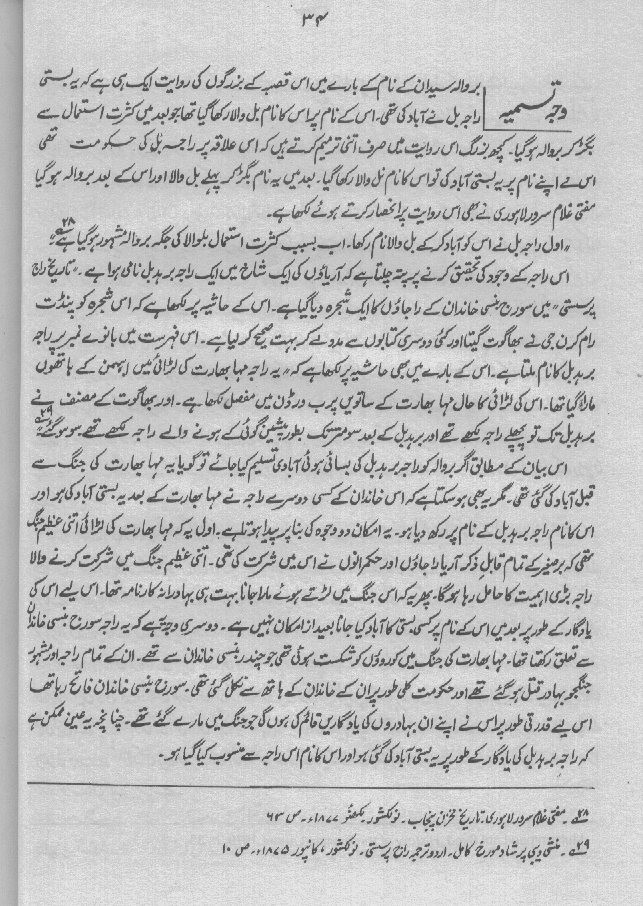 ۳۴
وجہ تسمیہ
بروالہ سیدان کے نام کے بارے میں اس قصبہ کے بزرگوں کی روایت ایک ہی ہے کہ یہ بستی
راجہ بل نے آباد کی تھی۔ اس کے نام پر اس کا نام بل والا رکھا گیا تھا جو بعد میں کثرت استعمال سے
بگڑ کر بروالہ ہو گیا۔ کچھ بزرگ اس روایت میں صرف اتنی ترمیم کرتے ہیں کہ اس علاقہ پر راجہ بل کی حکومت تھی
اس نے اپنے نام پر یہ بستی آباد کی تو اس کا نام بل والا رکھا گیا۔ بعد میں یہ نام بگڑ کر پہلے بل والا اور اس کے بعد بروالہ ہو گیا
مفتی غلام سرور لاہوری نے بھی اس روایت پر انحصار کرتے ہوئے لکھا ہے۔
"اول راجہ بل نے اس کو آباد کر کے بل والا نام رکھا۔ اب بسبب کثرت استعمال بلوالا کی جگہ بروالہ مشہور ہو گیا ہے"۲۸
اس راجہ کے وجود کی تحقیق کرنے پر پتہ چلتا ہے کہ آریاؤں کی ایک شاخ میں ایک راجہ بر ہدبل نامی ہوا ہے۔ "تاریخ راج
پرستی" میں سورج بنسی خاندان کے راجاؤں کا ایک شجرہ دیا گیا ہے۔ اس کے حاشیہ پر لکھا ہے کہ اس شجرہ کو پنڈت
رام کرن جی نے بھاگوت گیتا اور کئی دوسری کتابوں سے مدد لے کر بہت صحیح کر لیا ہے۔ اس فہرست میں بانوے نمبر پر راجہ
بر ہدبل کا نام ملتا ہے۔ اس کے بارے میں بھی حاشیہ پر لکھا ہے کہ "یہ راجہ مہا بھارت کی لڑائی میں ابھمن کے ہاتھوں
مارا گیا تھا۔ اس کی لڑائی کا حال مہا بھارت کے ساتویں پرب درون میں مفصل لکھا ہے۔ اور بھاگوت کے مصنف نے
بر ہدبل تک تو پچھلے راجہ لکھے تھے اور بر ہدبل کے بعد سومتر تک بطور پیشین گوئی کے ہونے والے راجہ لکھے تھے سو ہو گئے"۲۹
اس بیان کے مطابق اگر بروالہ کو راجہ بر ہدبل کی بسائی ہوئی آبادی تسلیم کیا جائے تو گویا یہ مہا بھارت کی جنگ سے
قبل آباد کی گئی تھی۔ مگر یہ بھی ہو سکتا ہے کہ اس خاندان کے کسی دوسرے راجہ نے مہا بھارت کے بعد یہ بستی آباد کی ہو اور
اس کا نام راجہ بر ہدبل کے نام پر رکھ دیا ہو۔ یہ امکان دو وجوہ کی بنا پر پیدا ہوتا ہے۔ اول یہ کہ مہا بھارت کی لڑائی اتنی عظیم جنگ
تھی کہ برصغیر کے تمام قابل ذکر آریا راجاؤں اور حکمرانوں نے اس میں شرکت کی تھی۔ اتنی عظیم جنگ میں شرکت کرنے والا
راجہ بڑی اہمیت کا حامل رہا ہوگا۔ پھر یہ کہ اس جنگ میں لڑتے ہوئے مارا جانا بہت ہی بہادرانہ کارنامہ تھا۔ اس لیے اس کی
یادگار کے طور پر بعد میں اس کے نام پر کسی بستی کا آباد کیا جانا بعید از امکان نہیں ہے۔ دوسری وجہ یہ ہے کہ یہ راجہ سورج بنسی خاندان
سے تعلق رکھتا تھا۔ مہا بھارت کی جنگ میں کوروؤں کو شکست ہوئی تھی جو چندر بنسی خاندان سے تھے۔ ان کے تمام راجہ اور مشہور
جنگجو بہادر قتل ہو گئے تھے اور حکومت کلی طور پر ان کے خاندان کے ہاتھ سے نکل گئی تھی۔ سورج بنسی خاندان فاتح رہا تھا
اس لیے قدرتی طور پر اس نے اپنے ان بہادروں کی یادگاریں قائم کی ہوں گی جو جنگ میں مارے گئے تھے۔ چنانچہ یہ عین ممکن ہے
کہ راجہ بر ہدبل کی یادگار کے طور پر یہ بستی آباد کی گئی ہو اور اس کا نام اس راجہ سے منسوب کیا گیا ہو۔
۲۸۔ مفتی غلام سرور لاہوری۔ تاریخ مخزن پنجاب۔ نولکشور۔ لکھنؤ ۱۸۷۷ء۔ ص ۶۳
۲۹۔ منشی دیبی پرشاد مورخ کامل۔ اردو ترجمہ راج پرستی۔ نولکشور، کانپور ۱۸۷۵ء۔ ص ۱۰